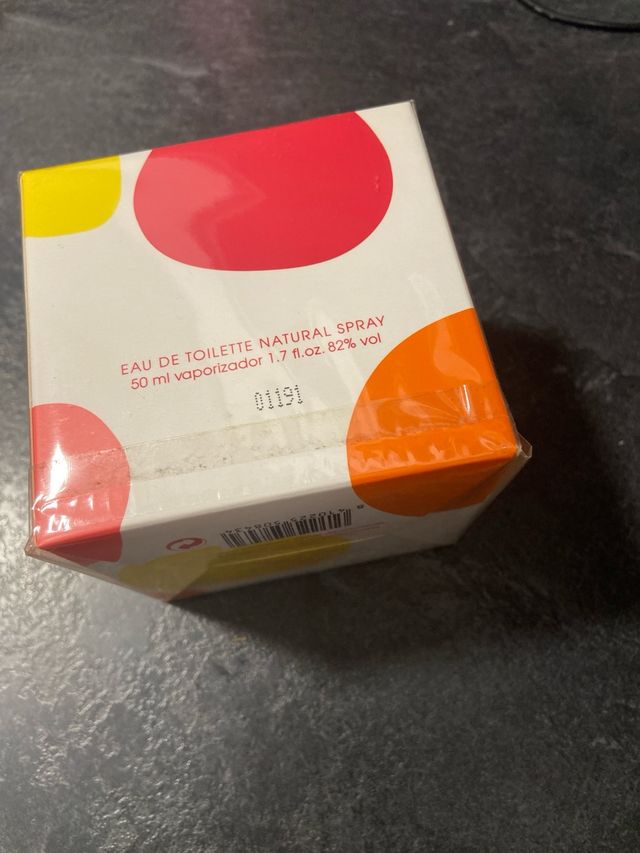 EAU DE TOILETTE NATURAL SPRAY
50 ml vaporizador 1.7 fl.oz. 82% vol
01191